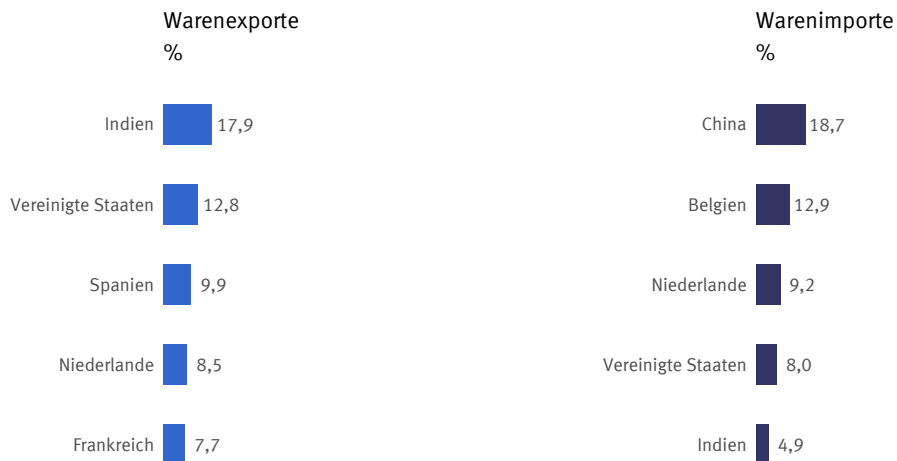 Warenexporte
%
Indien 17,9
Vereinigte Staaten 12,8
Spanien 9,9
Niederlande 8,5
Frankreich 7,7
Warenimporte
%
China 18,7
Belgien 12,9
Niederlande 9,2
Vereinigte Staaten 8,0
Indien 4,9